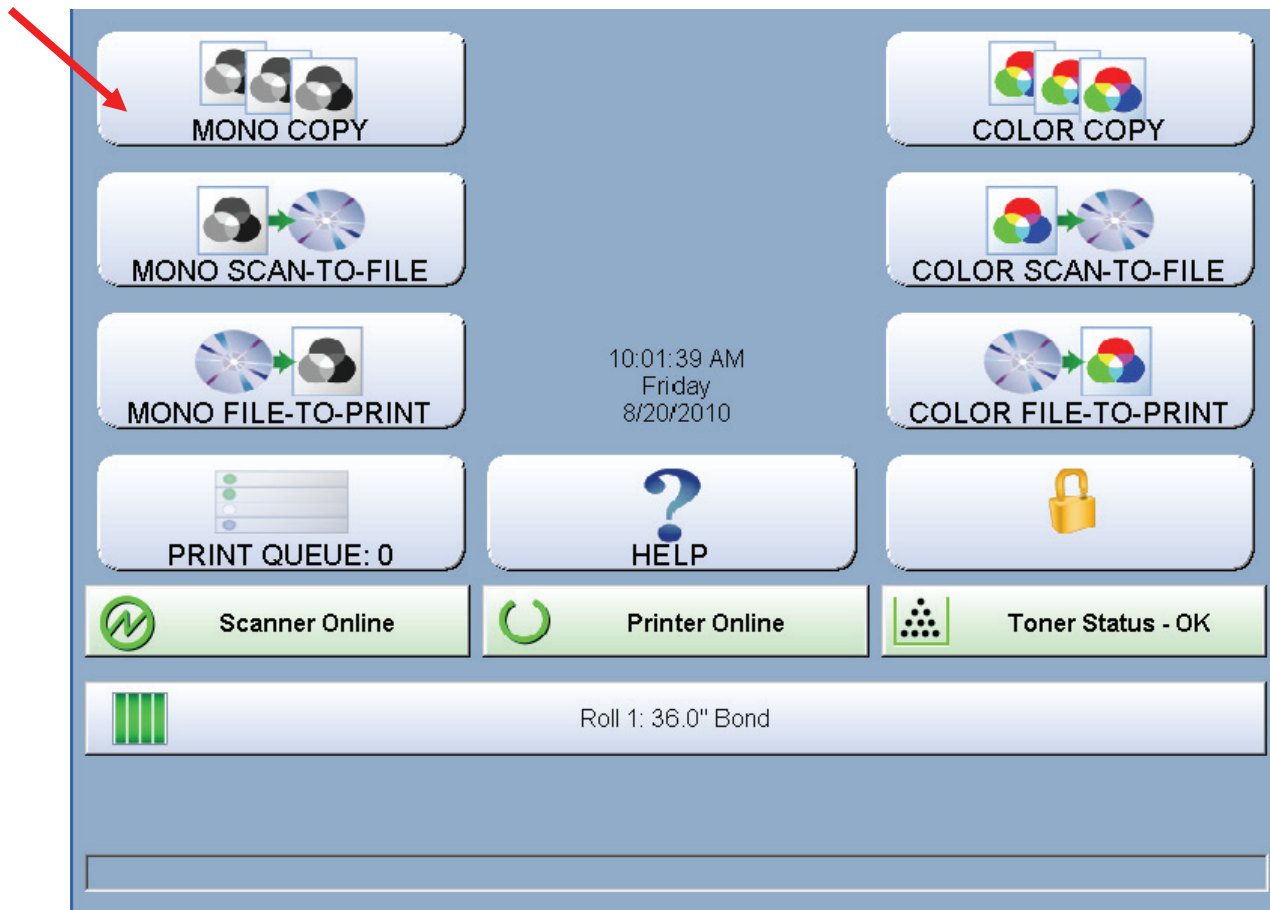 MONO COPY
COLOR COPY
MONO SCAN-TO-FILE
COLOR SCAN-TO-FILE
MONO FILE-TO-PRINT
10:01:39 AM
Friday
8/20/2010
COLOR FILE-TO-PRINT
PRINT QUEUE: 0
HELP
Scanner Online
Printer Online
Toner Status - OK
Roll 1: 36.0" Bond